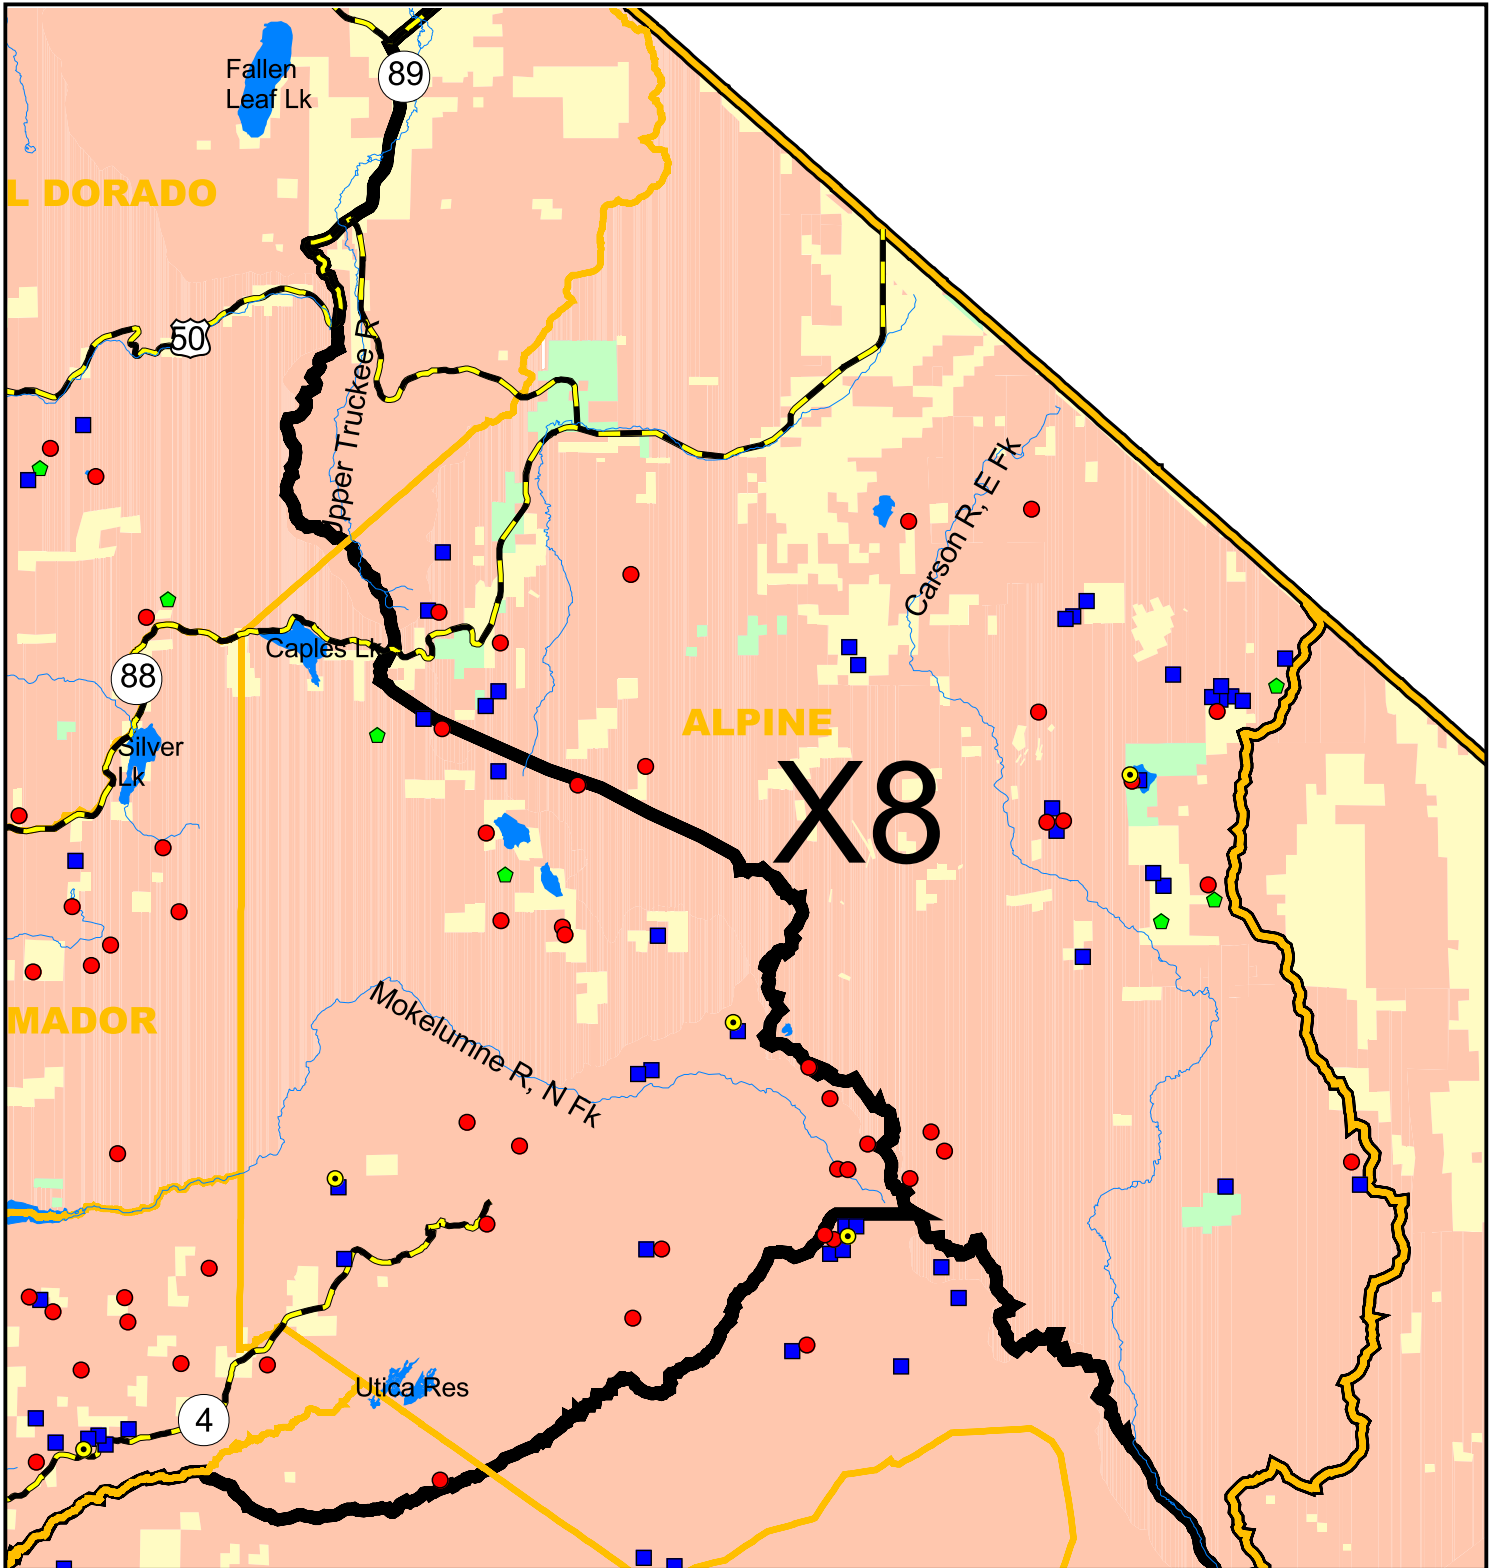 Fallen
Leaf Lk
89
L DORADO
50
Upper Truckee R
Carson R, E Fk
Caples Lk
88
ALPINE
Silver
Lk
X8
Mokelumne R, N Fk
MADOR
Utica Res
4